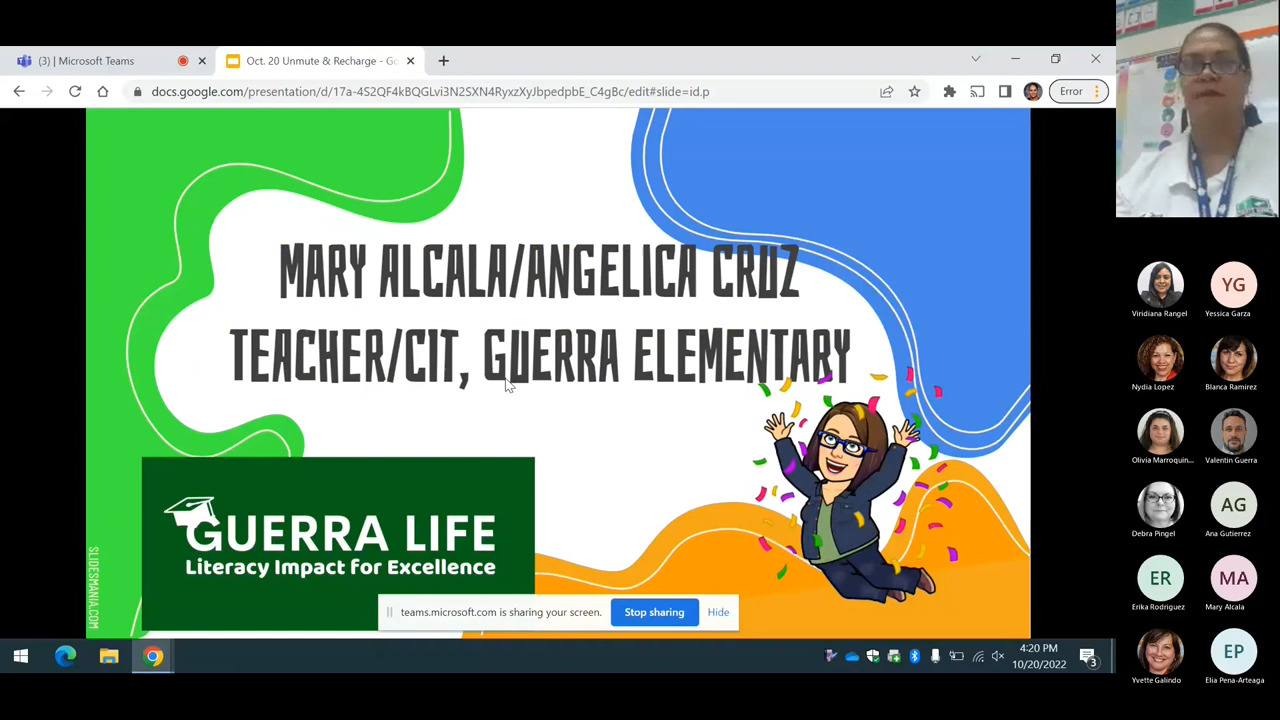 (3) | Microsoft Teams
Oct. 20 Unmute & Recharge - Go
docs.google.com/presentation/d/17a-4S2QF4kBQGLvi3N2SXN4RyxzXyJbpedpbE_C4gBc/edit#slide=id.p
Error
MARY ALCALA/ANGELICA CRUZ
TEACHER/CIT, GUERRA ELEMENTARY
GUERRA LIFE
Literacy Impact for Excellence
SLIDESMANIA.COM
teams.microsoft.com is sharing your screen.
Stop sharing
Hide
4:20 PM
10/20/2022
3
Viridiana Rangel
YG
Yessica Garza
Nydia Lopez
Blanca Ramirez
Olivia Marroquin...
Valentin Guerra
Debra Pingel
AG
Ana Gutierrez
ER
Erika Rodriguez
MA
Mary Alcala
Yvette Galindo
EP
Elia Pena-Arteaga